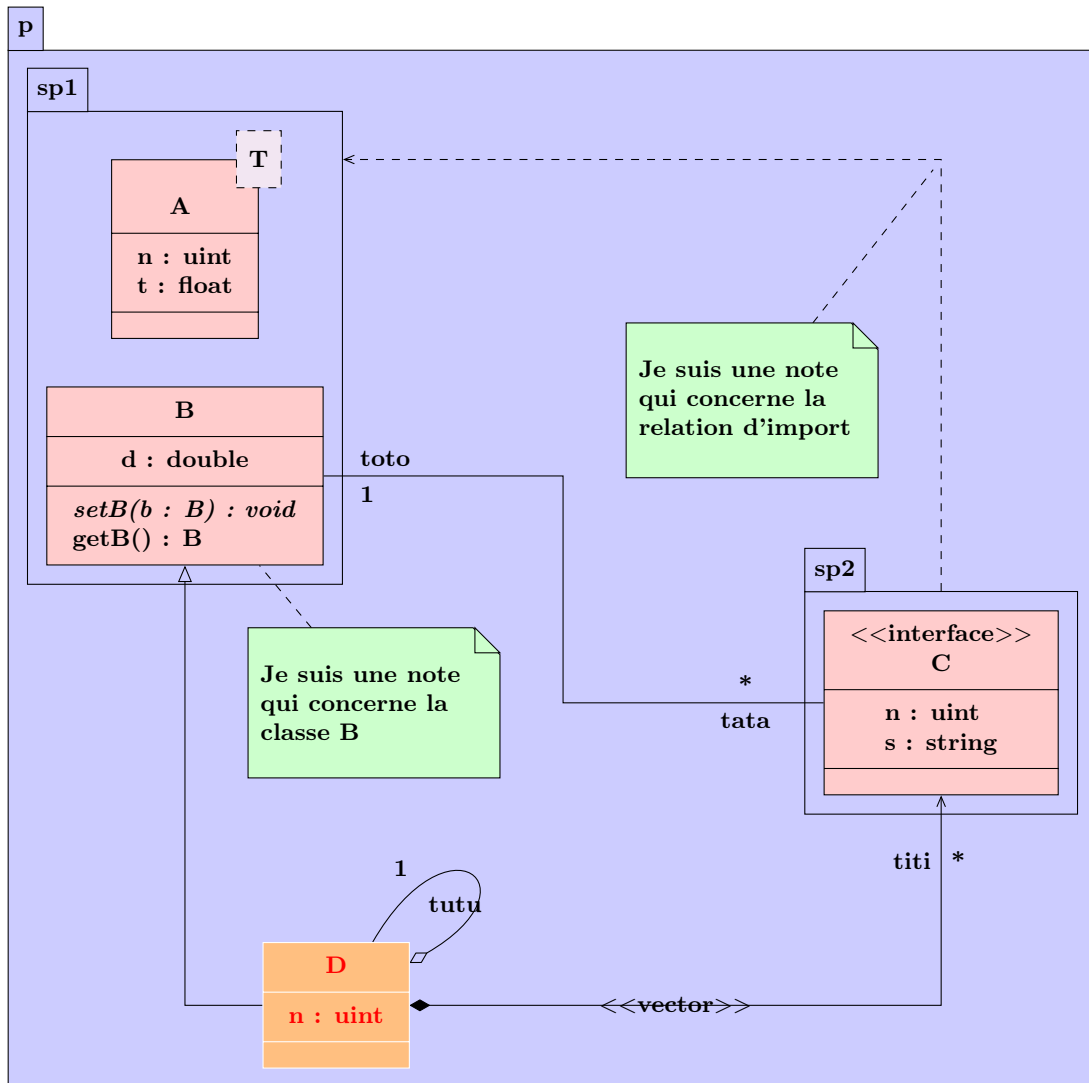 p
sp1
T
A
n : uint
t : float
B
d : double
setB(b : B) : void
getB() : B
toto
1
Je suis une note
qui concerne la
relation d'import
Je suis une note
qui concerne la
classe B
sp2
<<interface>>
C
n : uint
s : string
*
tata
titi *
1
tutu
D
n : uint
<<vector>>